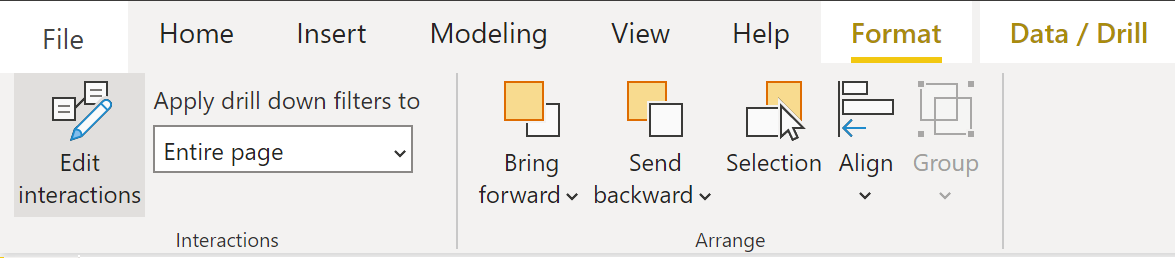 File Home Insert Modeling View Help Format Data / Drill
Edit interactions
Apply drill down filters to
Entire page
Bring forward
Send backward
Selection
Align
Group
Interactions
Arrange